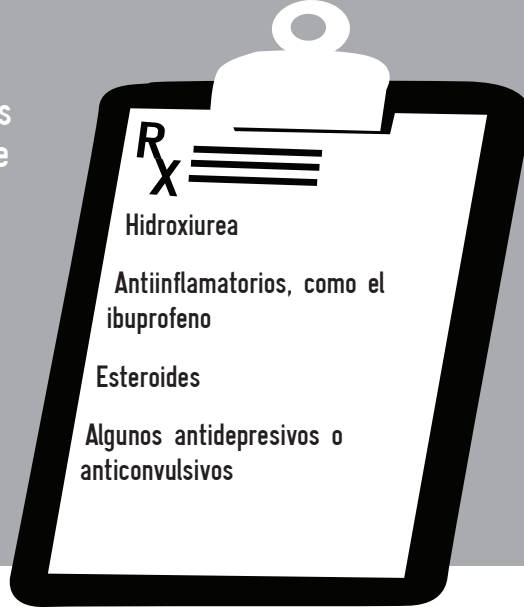 s
e
Rx
Hidroxiurea
Antiinflamatorios, como el
ibuprofeno
Esteroides
Algunos antidepresivos o
anticonvulsivos